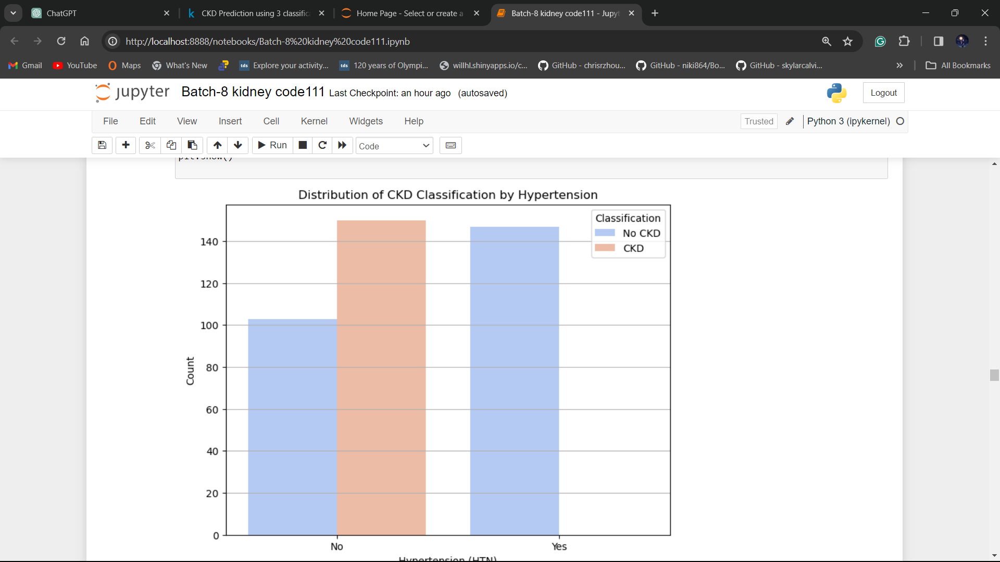 ChatGPT
CKD Prediction using 3 classific
Home Page - Select or create a
Batch-8 kidney code111 - Jupyt
http://localhost:8888/notebooks/Batch-8%20kidney%20code111.ipynb
Gmail
YouTube
Maps
What's New
tds Explore your activity...
tds 120 years of Olympi...
willhl.shinyapps.io/c...
GitHub - chrisrzhou...
GitHub - niki864/Bo...
GitHub - skylarcalvi...
All Bookmarks
jupyter Batch-8 kidney code111 Last Checkpoint: an hour ago (autosaved)
Logout
File Edit View Insert Cell Kernel Widgets Help
Trusted
Python 3 (ipykernel)
Run
Code
plt.show()
Distribution of CKD Classification by Hypertension
Classification
No CKD
CKD
140
120
100
80
60
40
20
0
Count
No
Yes
Hypertension (HTN)